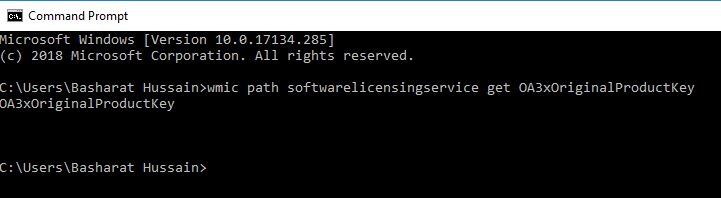 Command Prompt
Microsoft Windows [Version 10.0.17134.285]
(c) 2018 Microsoft Corporation. All rights reserved.
C:\Users\Basharat Hussain>wmic path softwarelicensingservice get OA3xOriginalProductKey
OA3xOriginalProductKey
C:\Users\Basharat Hussain>